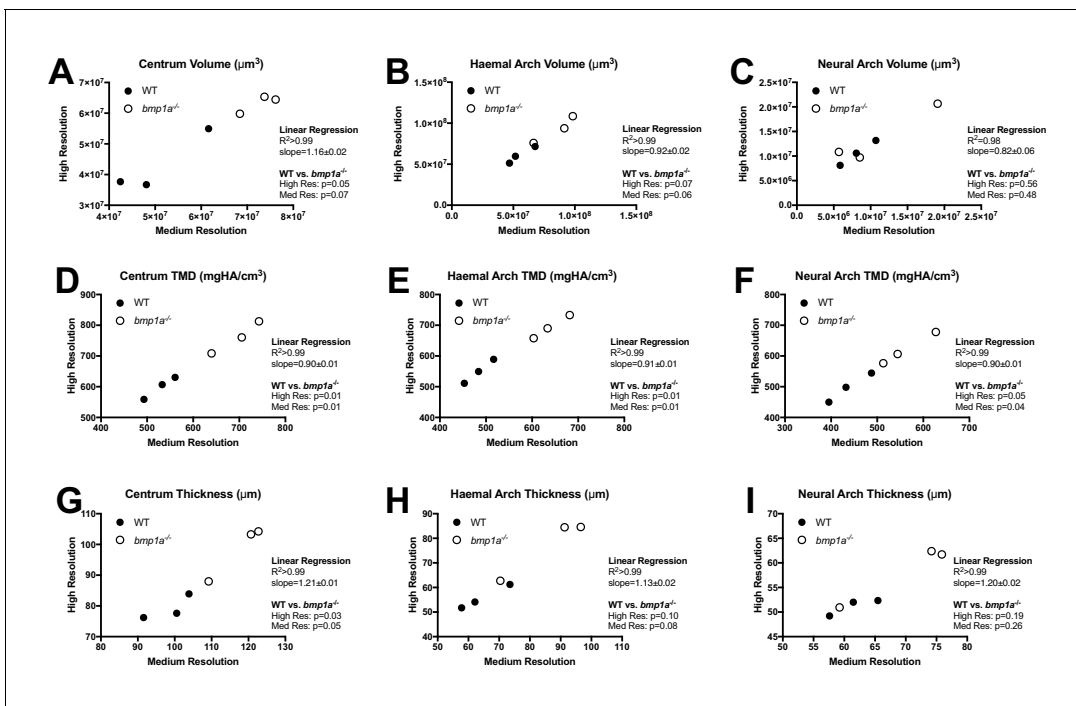 A
Centrum Volume (µm³)
High Resolution
7×10⁷
6×10⁷
5×10⁷
4×10⁷
3×10⁷
WT
bmp1a⁻/⁻
Linear Regression
R²>0.99
slope=1.16±0.02
WT vs. bmp1a⁻/⁻
High Res: p=0.05
Med Res: p=0.07
4×10⁷ 5×10⁷ 6×10⁷ 7×10⁷ 8×10⁷
Medium Resolution
B
Haemal Arch Volume (µm³)
High Resolution
1.5×10⁸
1.0×10⁸
5.0×10⁷
0.0
WT
bmp1a⁻/⁻
Linear Regression
R²>0.99
slope=0.92±0.02
WT vs. bmp1a⁻/⁻
High Res: p=0.07
Med Res: p=0.06
0.0 5.0×10⁷ 1.0×10⁸ 1.5×10⁸
Medium Resolution
C
Neural Arch Volume (µm³)
High Resolution
2.5×10⁷
2.0×10⁷
1.5×10⁷
1.0×10⁷
5.0×10⁶
0.0
WT
bmp1a⁻/⁻
Linear Regression
R²=0.98
slope=0.82±0.06
WT vs. bmp1a⁻/⁻
High Res: p=0.56
Med Res: p=0.48
0.0 5.0×10⁶ 1.0×10⁷ 1.5×10⁷ 2.0×10⁷ 2.5×10⁷
Medium Resolution
D
Centrum TMD (mgHA/cm³)
High Resolution
900
800
700
600
500
WT
bmp1a⁻/⁻
Linear Regression
R²>0.99
slope=0.90±0.01
WT vs. bmp1a⁻/⁻
High Res: p=0.01
Med Res: p=0.01
400 500 600 700 800
Medium Resolution
E
Haemal Arch TMD (mgHA/cm³)
High Resolution
800
700
600
500
400
WT
bmp1a⁻/⁻
Linear Regression
R²>0.99
slope=0.91±0.01
WT vs. bmp1a⁻/⁻
High Res: p=0.01
Med Res: p=0.01
400 500 600 700 800
Medium Resolution
F
Neural Arch TMD (mgHA/cm³)
High Resolution
800
700
600
500
400
WT
bmp1a⁻/⁻
Linear Regression
R²>0.99
slope=0.90±0.01
WT vs. bmp1a⁻/⁻
High Res: p=0.05
Med Res: p=0.04
300 400 500 600 700
Medium Resolution
G
Centrum Thickness (µm)
High Resolution
110
100
90
80
70
WT
bmp1a⁻/⁻
Linear Regression
R²>0.99
slope=1.21±0.01
WT vs. bmp1a⁻/⁻
High Res: p=0.03
Med Res: p=0.05
80 90 100 110 120 130
Medium Resolution
H
Haemal Arch Thickness (µm)
High Resolution
90
80
70
60
50
40
WT
bmp1a⁻/⁻
Linear Regression
R²>0.99
slope=1.13±0.02
WT vs. bmp1a⁻/⁻
High Res: p=0.10
Med Res: p=0.08
50 60 70 80 90 100 110
Medium Resolution
I
Neural Arch Thickness (µm)
High Resolution
70
65
60
55
50
45
WT
bmp1a⁻/⁻
Linear Regression
R²>0.99
slope=1.20±0.02
WT vs. bmp1a⁻/⁻
High Res: p=0.19
Med Res: p=0.26
50 55 60 65 70 75 80
Medium Resolution